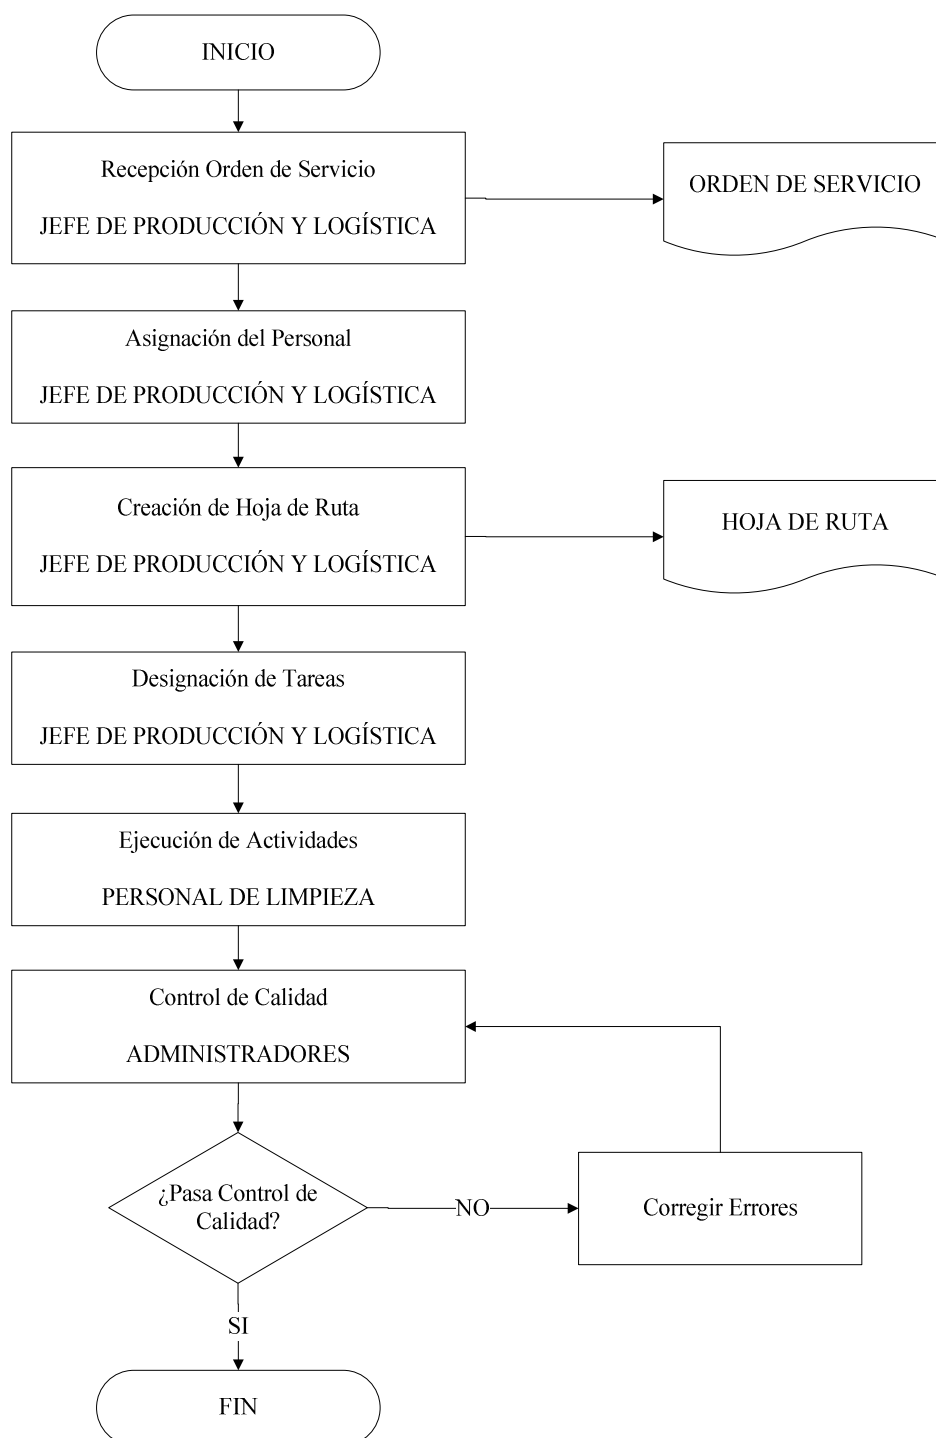 INICIO
Recepción Orden de Servicio
JEFE DE PRODUCCIÓN Y LOGÍSTICA
ORDEN DE SERVICIO
Asignación del Personal
JEFE DE PRODUCCIÓN Y LOGÍSTICA
Creación de Hoja de Ruta
JEFE DE PRODUCCIÓN Y LOGÍSTICA
HOJA DE RUTA
Designación de Tareas
JEFE DE PRODUCCIÓN Y LOGÍSTICA
Ejecución de Actividades
PERSONAL DE LIMPIEZA
Control de Calidad
ADMINISTRADORES
¿Pasa Control de
Calidad?
NO
Corregir Errores
SI
FIN